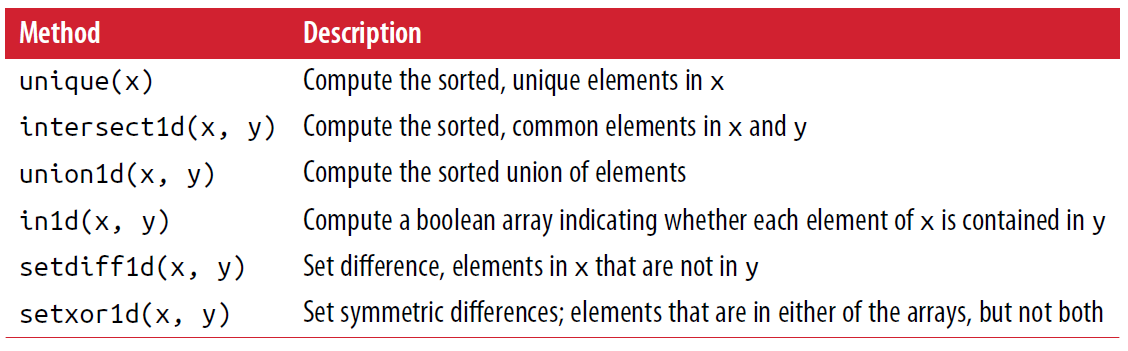 Method Description
unique(x) Compute the sorted, unique elements in x
intersect1d(x, y) Compute the sorted, common elements in x and y
union1d(x, y) Compute the sorted union of elements
in1d(x, y) Compute a boolean array indicating whether each element of x is contained in y
setdiff1d(x, y) Set difference, elements in x that are not in y
setxor1d(x, y) Set symmetric differences; elements that are in either of the arrays, but not both